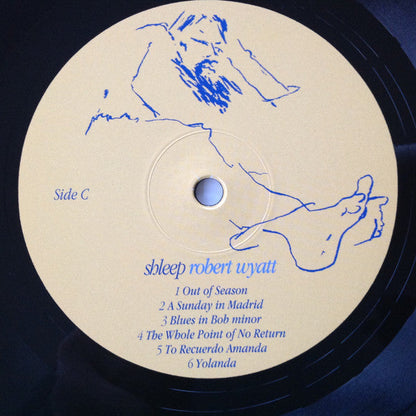 Side C
shleep robert wyatt
1 Out of Season
2 A Sunday in Madrid
3 Blues in Bob minor
4 The Whole Point of No Return
5 To Recuerdo Amanda
6 Yolanda